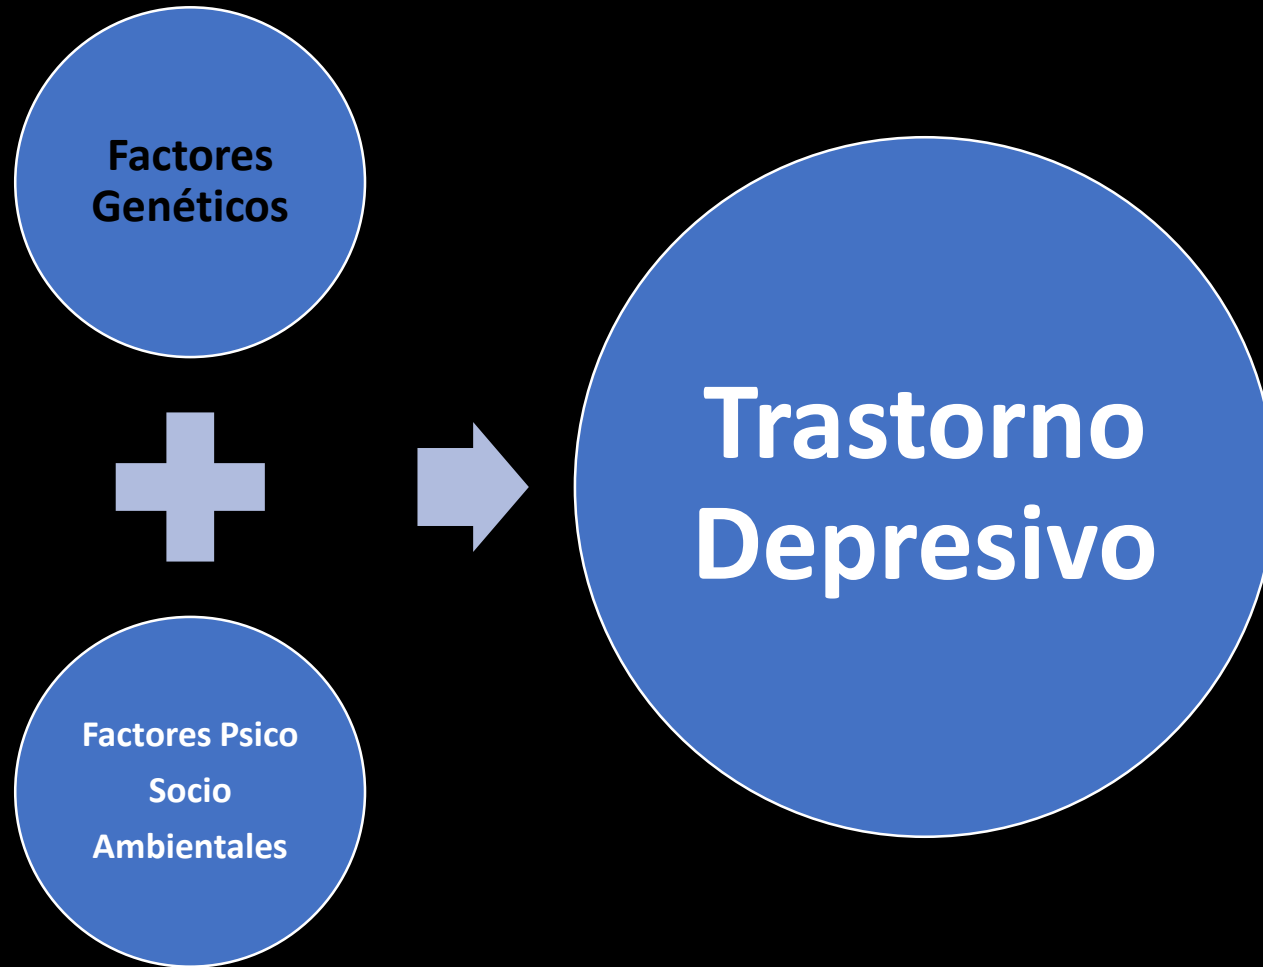 Factores
Genéticos
Factores Psico
Socio
Ambientales
Trastorno
Depresivo